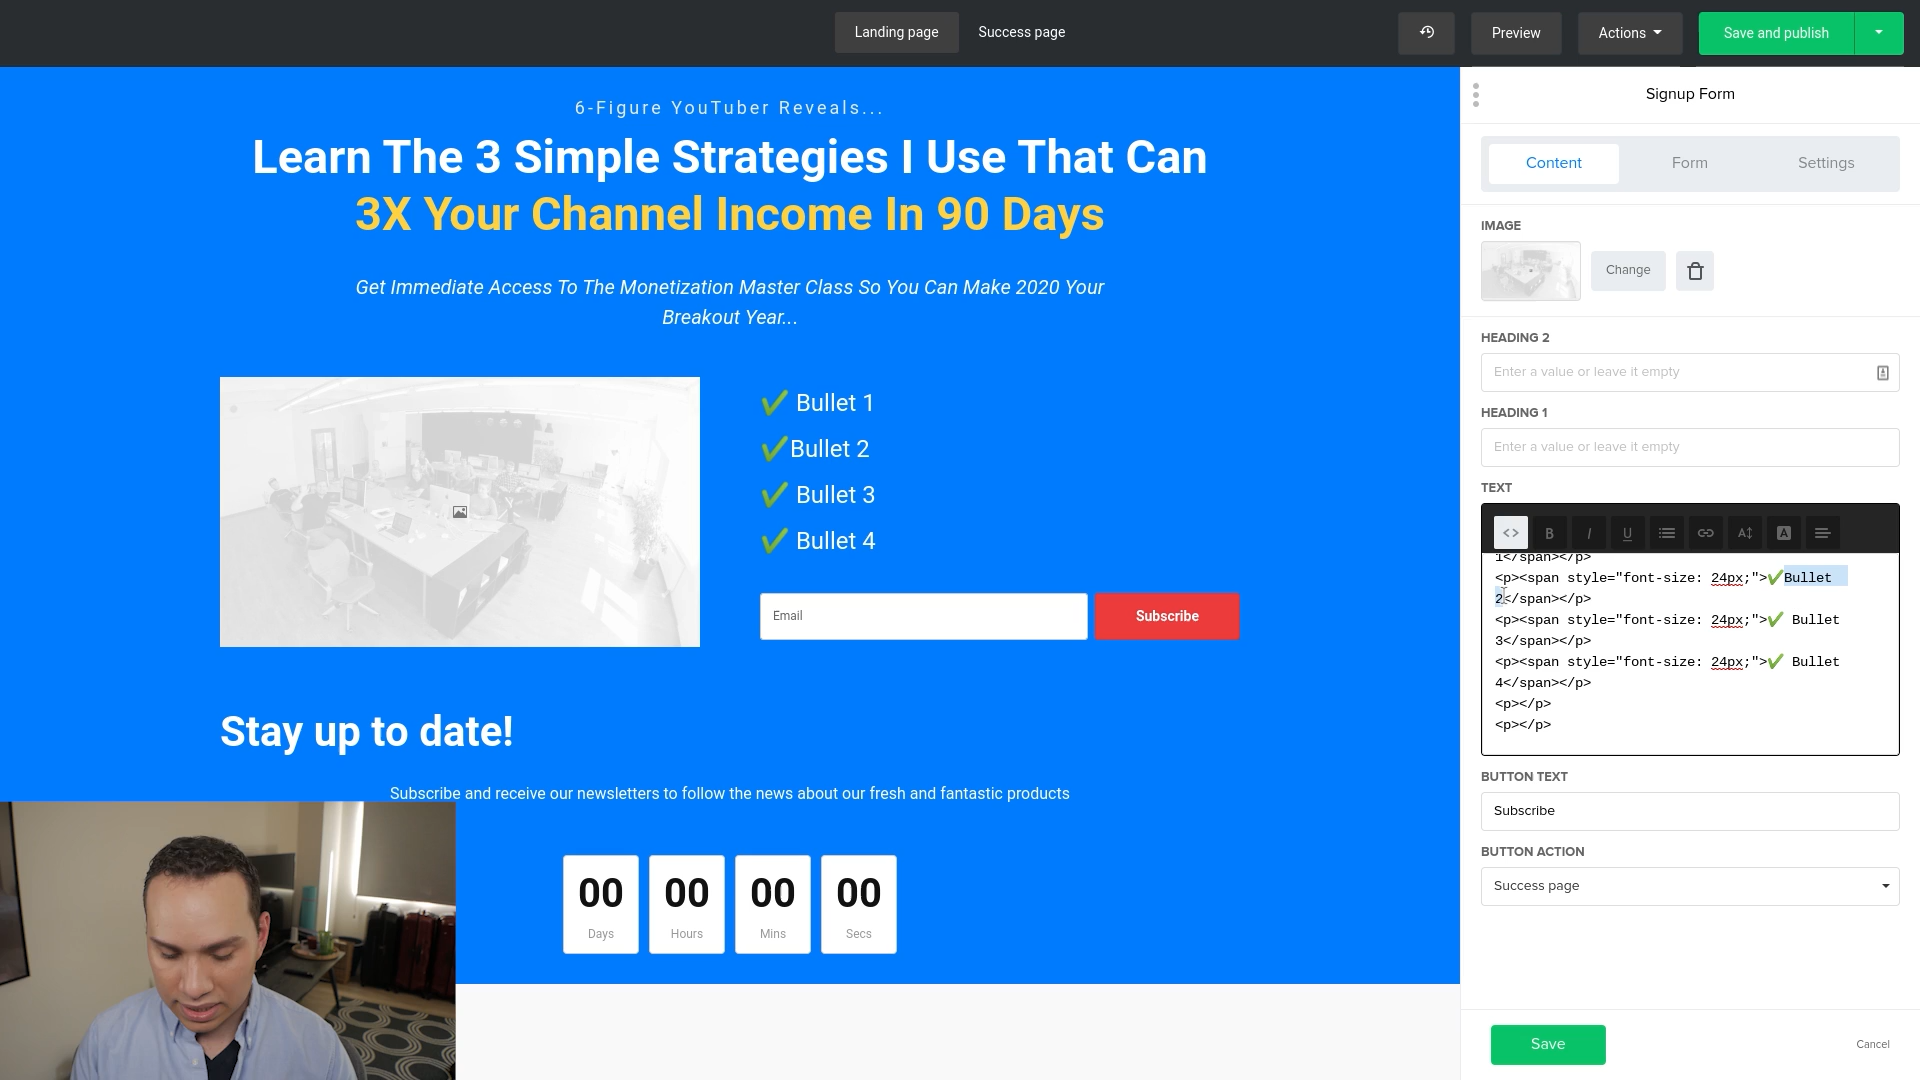 Landing page
Success page
Preview
Actions
Save and publish
6-Figure YouTuber Reveals...
Learn The 3 Simple Strategies I Use That Can
3X Your Channel Income In 90 Days
Get Immediate Access To The Monetization Master Class So You Can Make 2020 Your
Breakout Year...
✔ Bullet 1
✔Bullet 2
✔ Bullet 3
✔ Bullet 4
Email
Subscribe
Stay up to date!
Subscribe and receive our newsletters to follow the news about our fresh and fantastic products
00 00 00 00
Days Hours Mins Secs
Signup Form
Content
Form
Settings
IMAGE
Change
HEADING 2
Enter a value or leave it empty
HEADING 1
Enter a value or leave it empty
TEXT
<> B I U A A
1</span></p>
<p><span style="font-size: 24px;">✔Bullet
2</span></p>
<p><span style="font-size: 24px;">✔ Bullet
3</span></p>
<p><span style="font-size: 24px;">✔ Bullet
4</span></p>
<p></p>
<p></p>
BUTTON TEXT
Subscribe
BUTTON ACTION
Success page
Save
Cancel